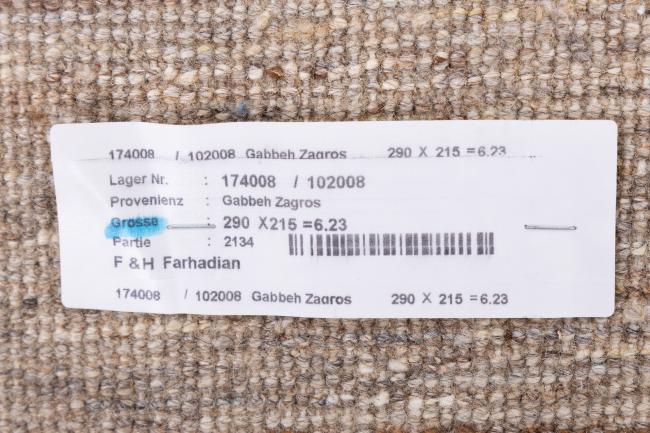 174008 / 102008 Gabbeh Zagros 290 X 215 = 6.23
Lager Nr. : 174008 / 102008
Provenienz : Gabbeh Zagros
Grosse : 290 X215 =6.23
Partie : 2134
F & H Farhadian
174008 / 102008 Gabbeh Zagros 290 X 215 =6.23